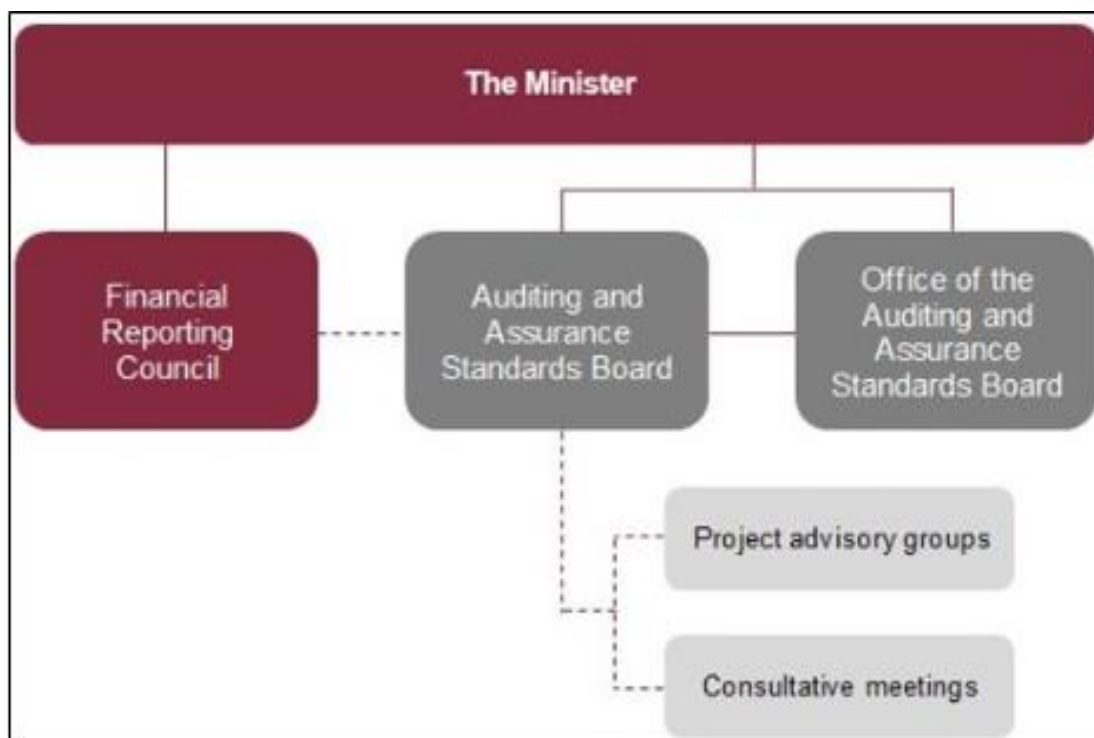 The Minister
Financial
Reporting
Council
Auditing and
Assurance
Standards Board
Office of the
Auditing and
Assurance
Standards Board
Project advisory groups
Consultative meetings